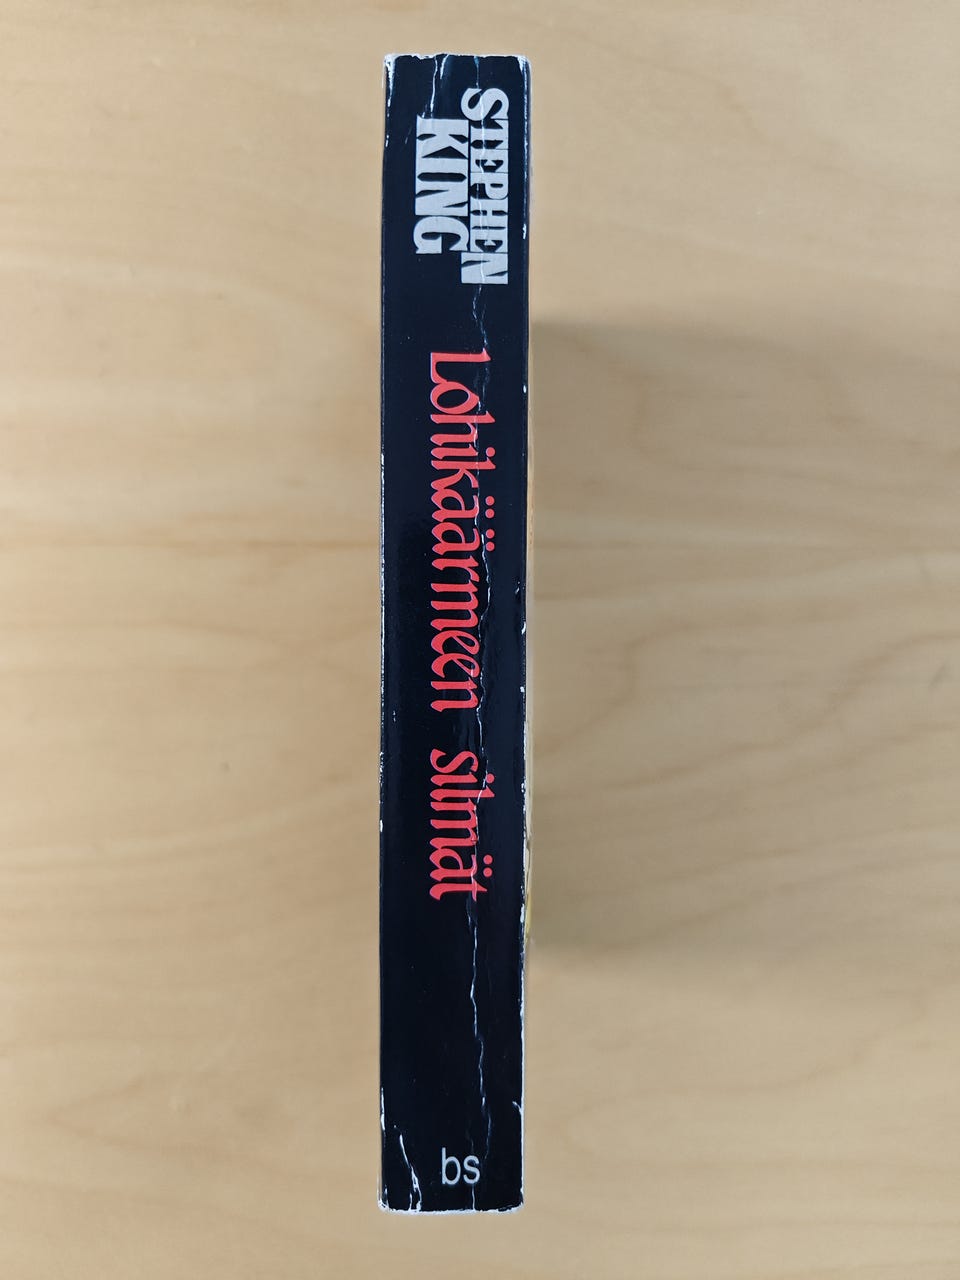 STEPHEN
KING
Lohikäärmeen silmät
bs